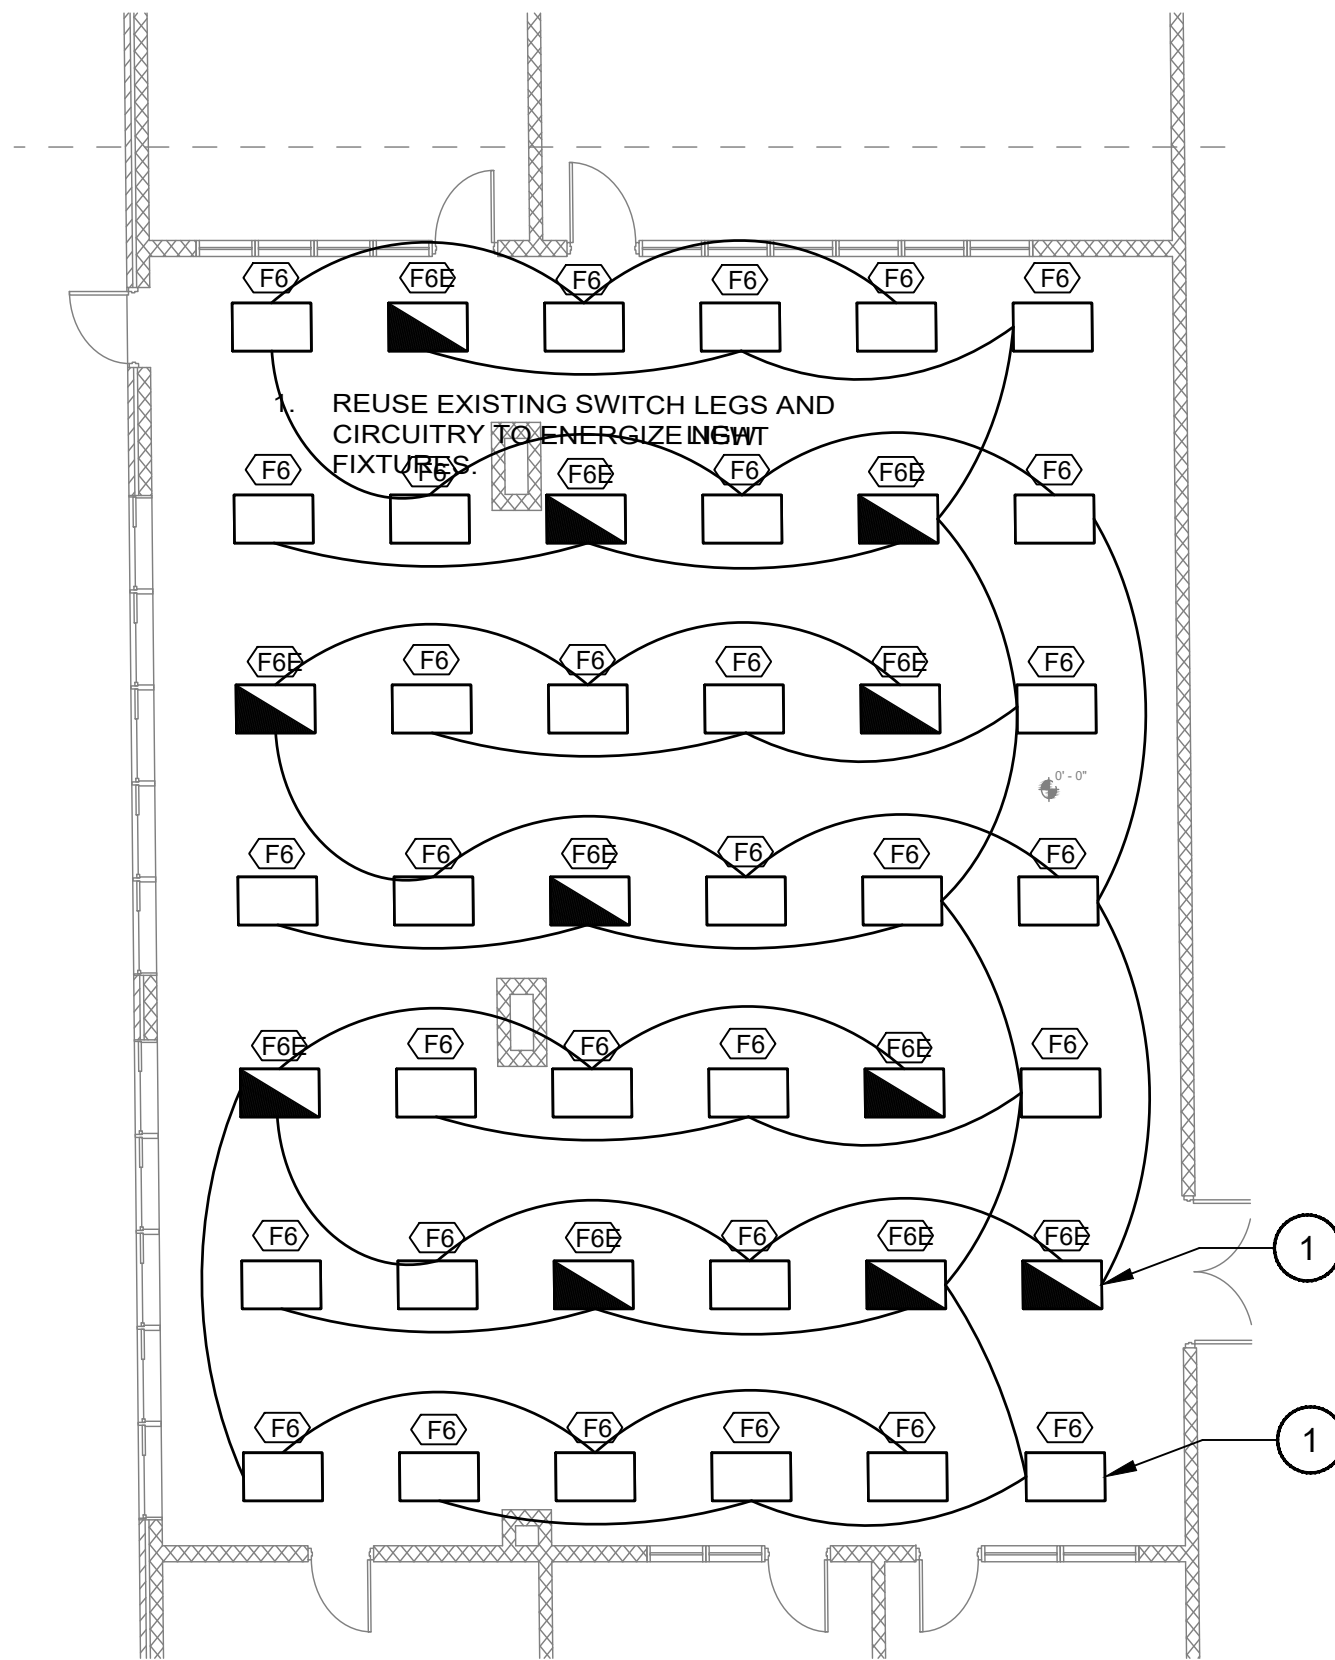 F6 F6E F6 F6 F6 F6
1. REUSE EXISTING SWITCH LEGS AND
CIRCUITRY TO ENERGIZE NEW LIGHT
FIXTURES.
F6 F6 F6E F6 F6E F6
F6E F6 F6 F6 F6E F6
0' - 0"
F6 F6 F6E F6 F6 F6
F6E F6 F6 F6 F6E F6
F6 F6 F6E F6 F6E F6E
1
F6 F6 F6 F6 F6 F6
1